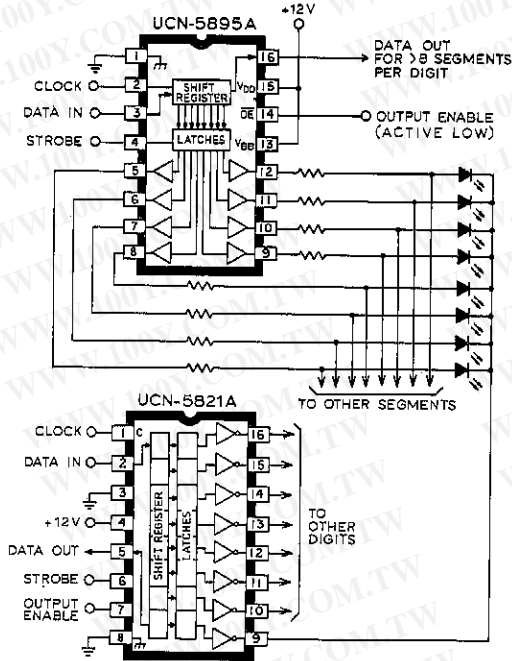 UCN-5895A
+12V
1
16
DATA OUT
FOR >8 SEGMENTS
PER DIGIT
CLOCK
2
SHIFT
REGISTER
VDD
15
DATA IN
3
OE
14
OUTPUT ENABLE
(ACTIVE LOW)
STROBE
4
LATCHES
VBB
13
5
12
6
11
7
10
8
9
TO OTHER SEGMENTS
UCN-5821A
CLOCK
1
C
16
DATA IN
2
15
3
14
+12V
4
13
TO
OTHER
DIGITS
DATA OUT
5
SHIFT REGISTER
LATCHES
12
STROBE
6
11
OUTPUT
ENABLE
7
10
8
9
WWW.100Y.COM.TW